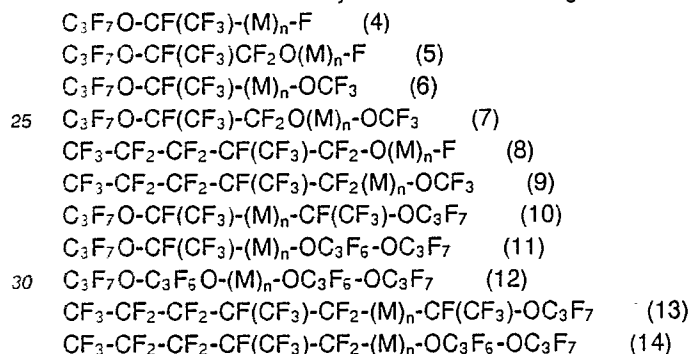 C₃F₇O-CF(CF₃)-(M)ₙ-F (4)
C₃F₇O-CF(CF₃)CF₂O(M)ₙ-F (5)
C₃F₇O-CF(CF₃)-(M)ₙ-OCF₃ (6)
25 C₃F₇O-CF(CF₃)-CF₂O(M)ₙ-OCF₃ (7)
CF₃-CF₂-CF₂-CF(CF₃)-CF₂-O(M)ₙ-F (8)
CF₃-CF₂-CF₂-CF(CF₃)-CF₂(M)ₙ-OCF₃ (9)
C₃F₇O-CF(CF₃)-(M)ₙ-CF(CF₃)-OC₃F₇ (10)
C₃F₇O-CF(CF₃)-(M)ₙ-OC₃F₆-OC₃F₇ (11)
30 C₃F₇O-C₃F₆O-(M)ₙ-OC₃F₆-OC₃F₇ (12)
CF₃-CF₂-CF₂-CF(CF₃)-CF₂-(M)ₙ-CF(CF₃)-OC₃F₇ (13)
CF₃-CF₂-CF₂-CF(CF₃)-CF₂-(M)ₙ-OC₃F₆-OC₃F₇ (14)